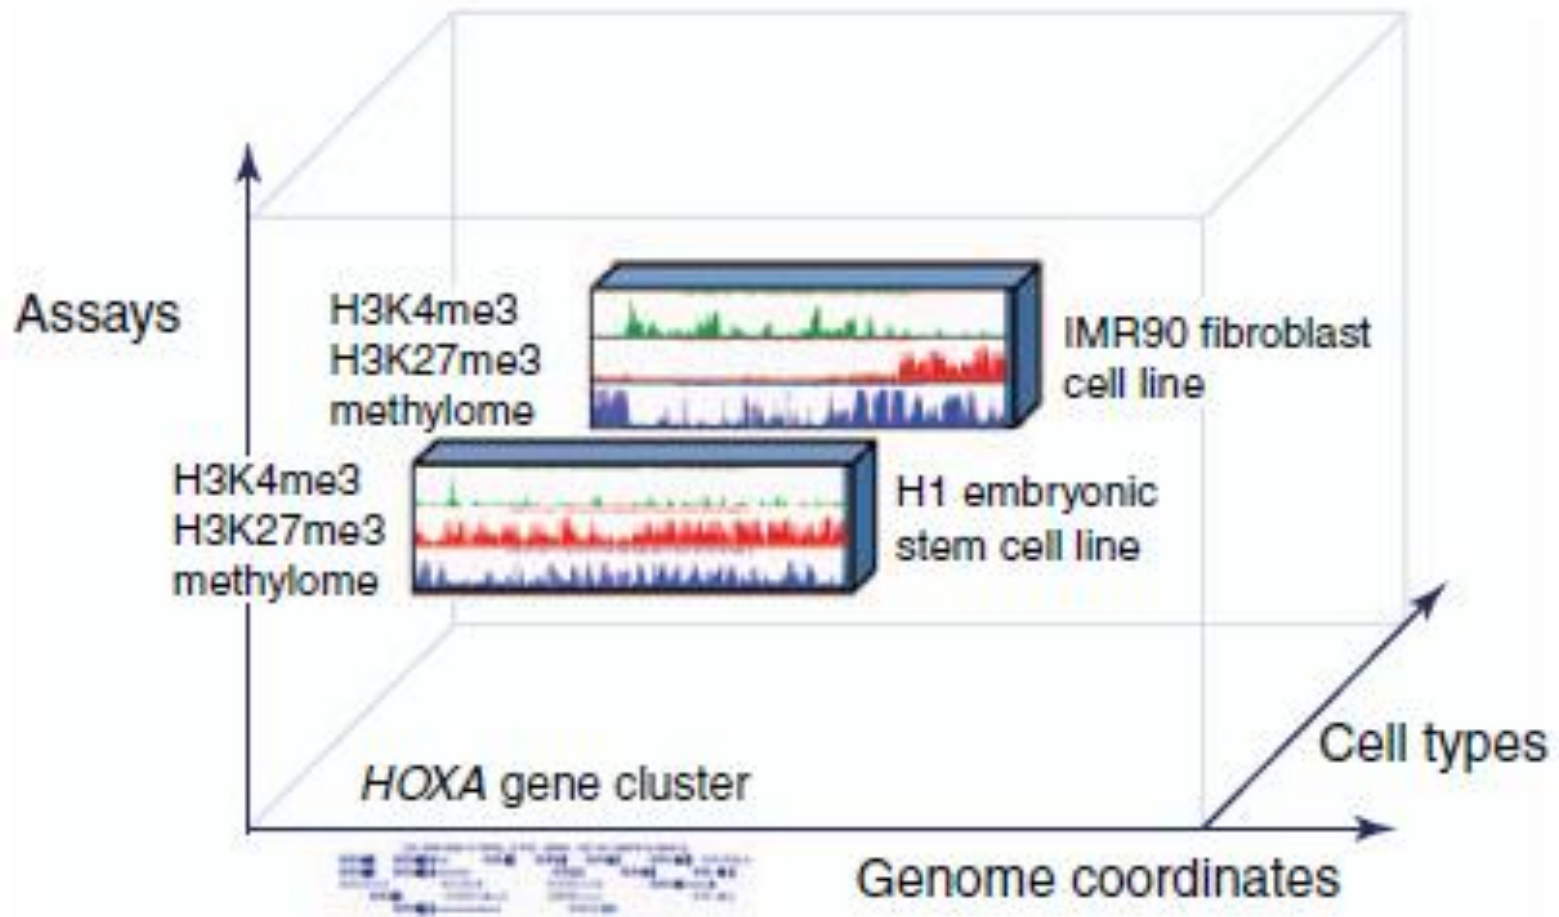 Assays
H3K4me3
H3K27me3
methylome
IMR90 fibroblast
cell line
H3K4me3
H3K27me3
methylome
H1 embryonic
stem cell line
Cell types
HOXA gene cluster
Genome coordinates